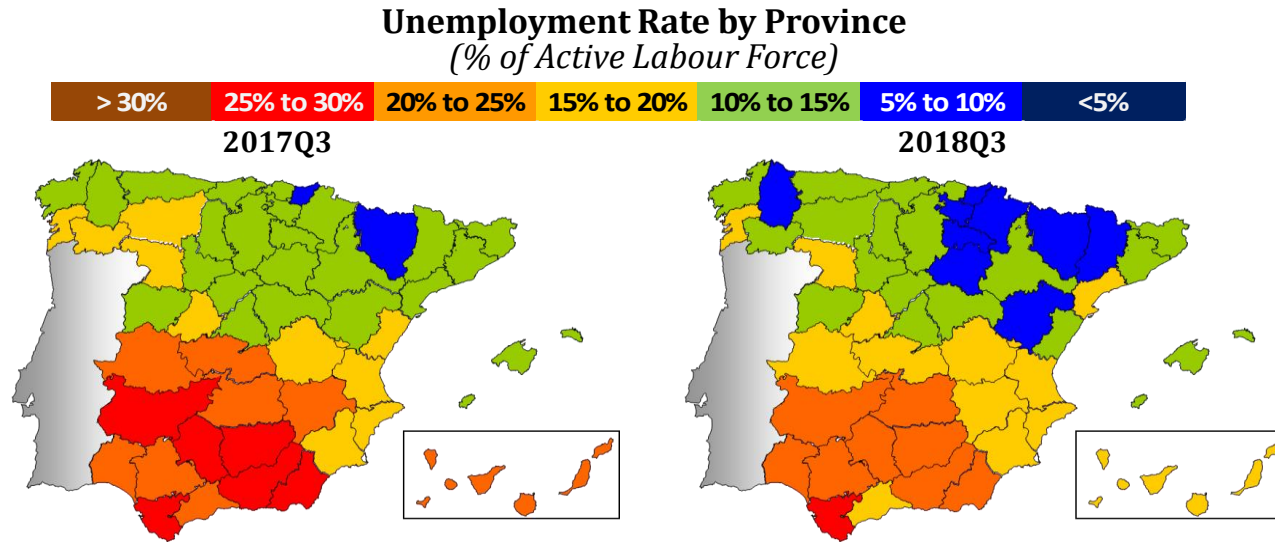 Unemployment Rate by Province
(% of Active Labour Force)
> 30% 25% to 30% 20% to 25% 15% to 20% 10% to 15% 5% to 10% <5%
2017Q3 2018Q3